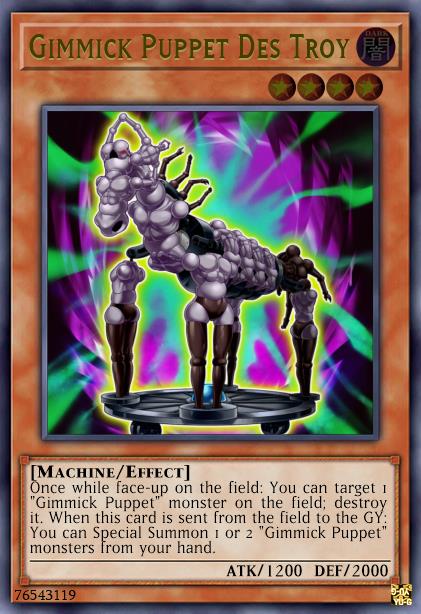 GIMMICK PUPPET DES TROY
DARK
闇
[MACHINE/EFFECT]
Once while face-up on the field: You can target 1
"Gimmick Puppet" monster on the field; destroy
it. When this card is sent from the field to the GY:
You can Special Summon 1 or 2 "Gimmick Puppet"
monsters from your hand.
ATK/1200 DEF/2000
76543119